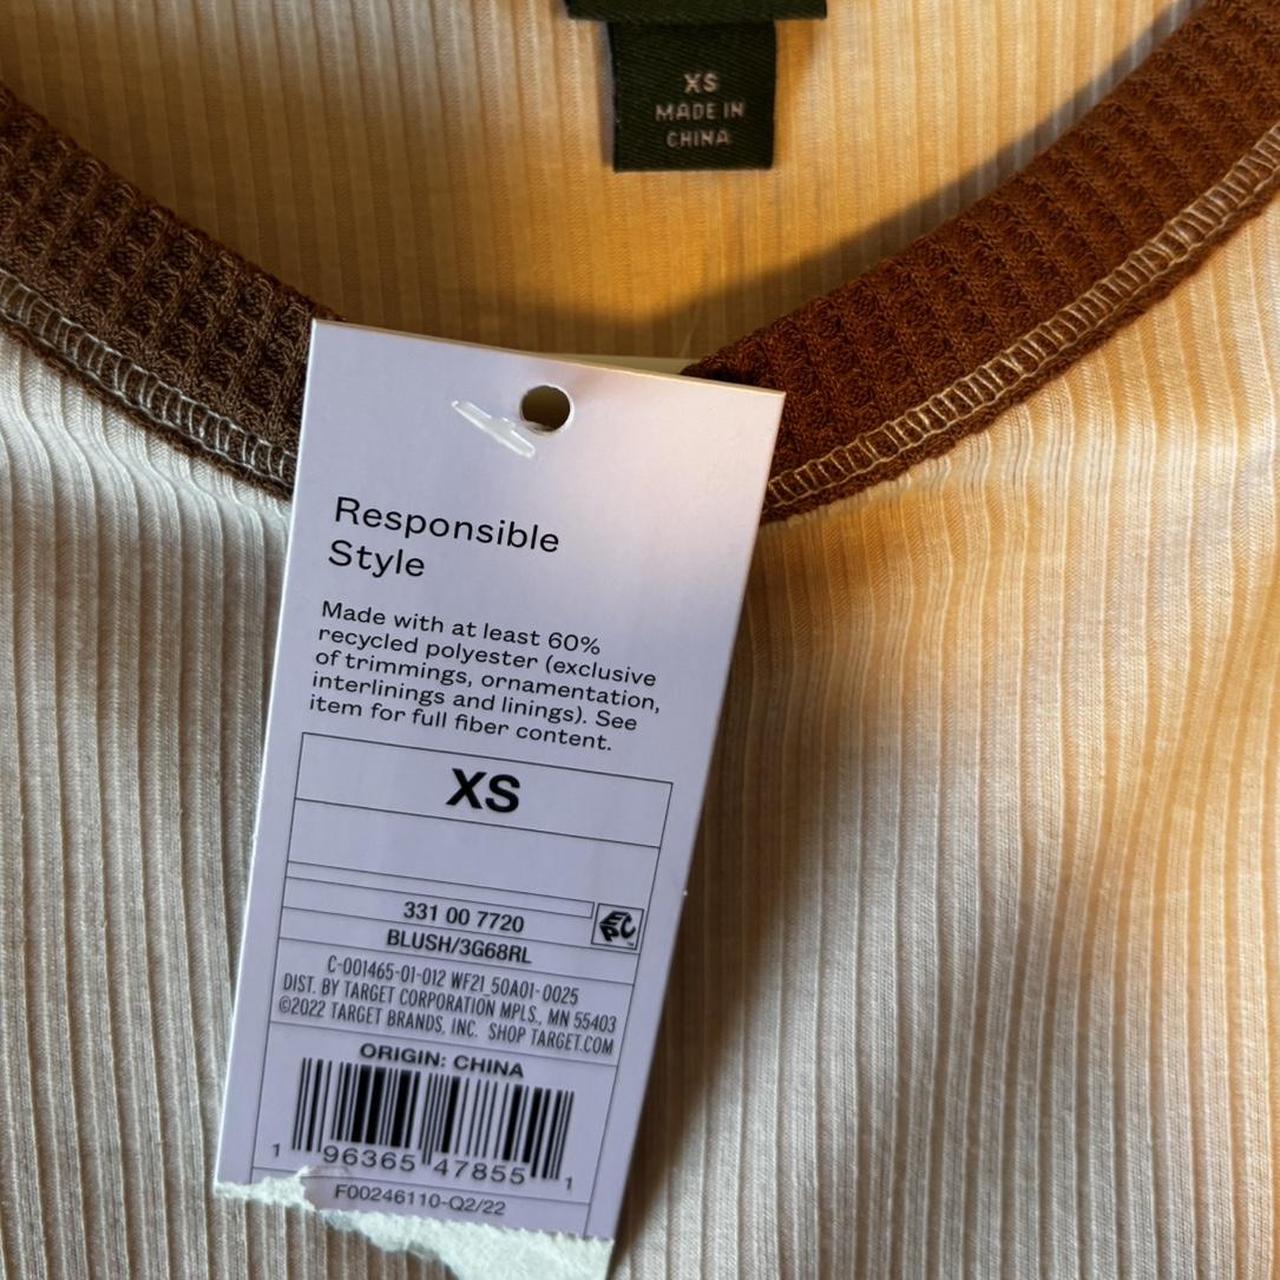 XS
MADE IN
CHINA
Responsible
Style
Made with at least 60%
recycled polyester (exclusive
of trimmings, ornamentation,
interlinings and linings). See
item for full fiber content.
XS
331 00 7720
EPC
BLUSH/3G68RL
C-001465-01-012 WF21_50A01-0025
DIST. BY TARGET CORPORATION MPLS., MN 55403
©2022 TARGET BRANDS, INC. SHOP TARGET.COM
ORIGIN: CHINA
1 96365 47855 1
F00246110-Q2/22